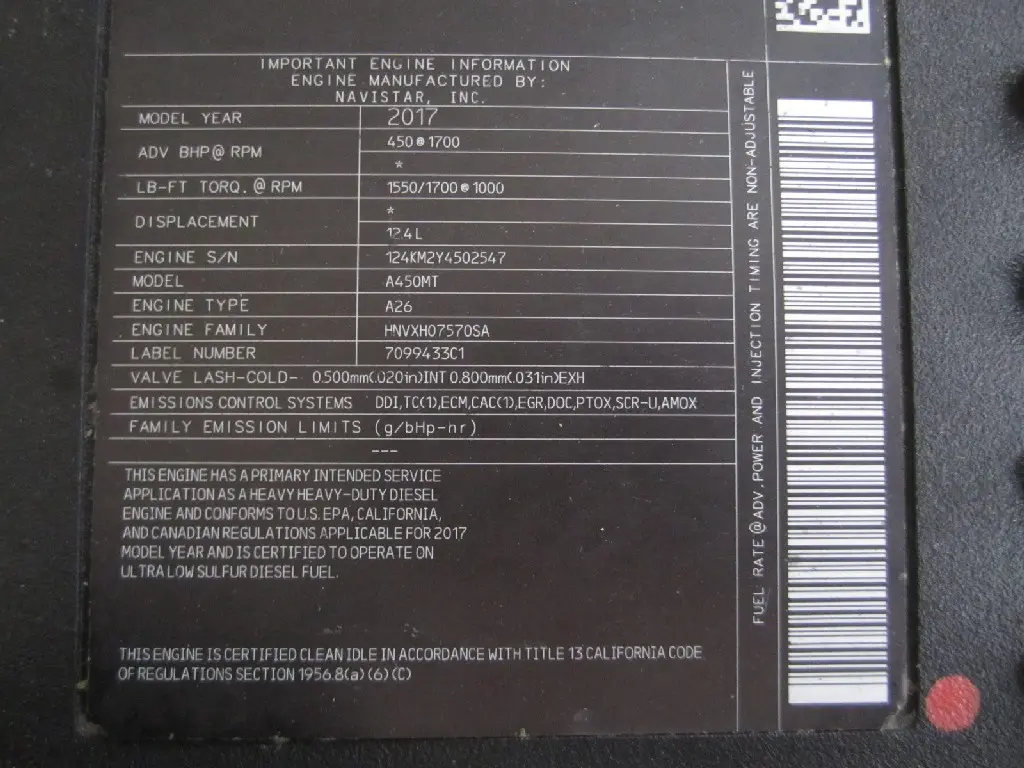 IMPORTANT ENGINE INFORMATION
ENGINE MANUFACTURED BY:
NAVISTAR, INC.
MODEL YEAR 2017
ADV BHP@ RPM 450@1700
*
LB-FT TORQ.@ RPM 1550/1700@1000
DISPLACEMENT *
12.4L
ENGINE S/N 124KM2Y4502547
MODEL A450MT
ENGINE TYPE A26
ENGINE FAMILY HNVXH07570SA
LABEL NUMBER 7099433C1
VALVE LASH-COLD- 0.500mm(.020in)INT 0.800mm(.031in)EXH
EMISSIONS CONTROL SYSTEMS DDI,TC(1),ECM,CAC(1),EGR,DOC,PTOX,SCR-U,AMOX
FAMILY EMISSION LIMITS (g/bHp-hr)
---
THIS ENGINE HAS A PRIMARY INTENDED SERVICE
APPLICATION AS A HEAVY HEAVY-DUTY DIESEL
ENGINE AND CONFORMS TO U.S. EPA, CALIFORNIA,
AND CANADIAN REGULATIONS APPLICABLE FOR 2017
MODEL YEAR AND IS CERTIFIED TO OPERATE ON
ULTRA LOW SULFUR DIESEL FUEL.
THIS ENGINE IS CERTIFIED CLEAN IDLE IN ACCORDANCE WITH TITLE 13 CALIFORNIA CODE
OF REGULATIONS SECTION 1956.8(a)(6)(C)
FUEL RATE @ ADV. POWER AND INJECTION TIMING ARE NON-ADJUSTABLE